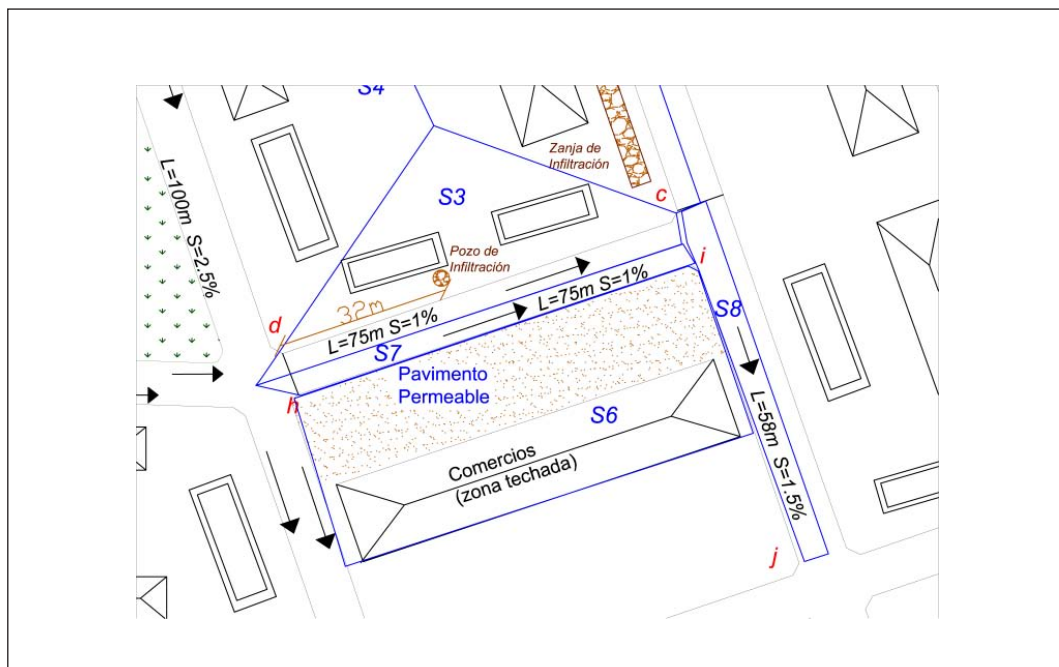 S4
Zanja de
Infiltración
L=100m S=2.5%
c
S3
Pozo de
Infiltración
i
32m
L=75m S=1%
d
L=75m S=1%
S8
S7
Pavimento
Permeable
h
S6
Comercios
(zona techada)
L=58m S=1.5%
j